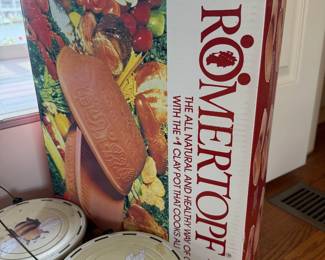 RÖMERTOPF®
THE ALL NATURAL AND HEALTHY WAY OF
WITH THE #1 CLAY POT THAT COOKS AL